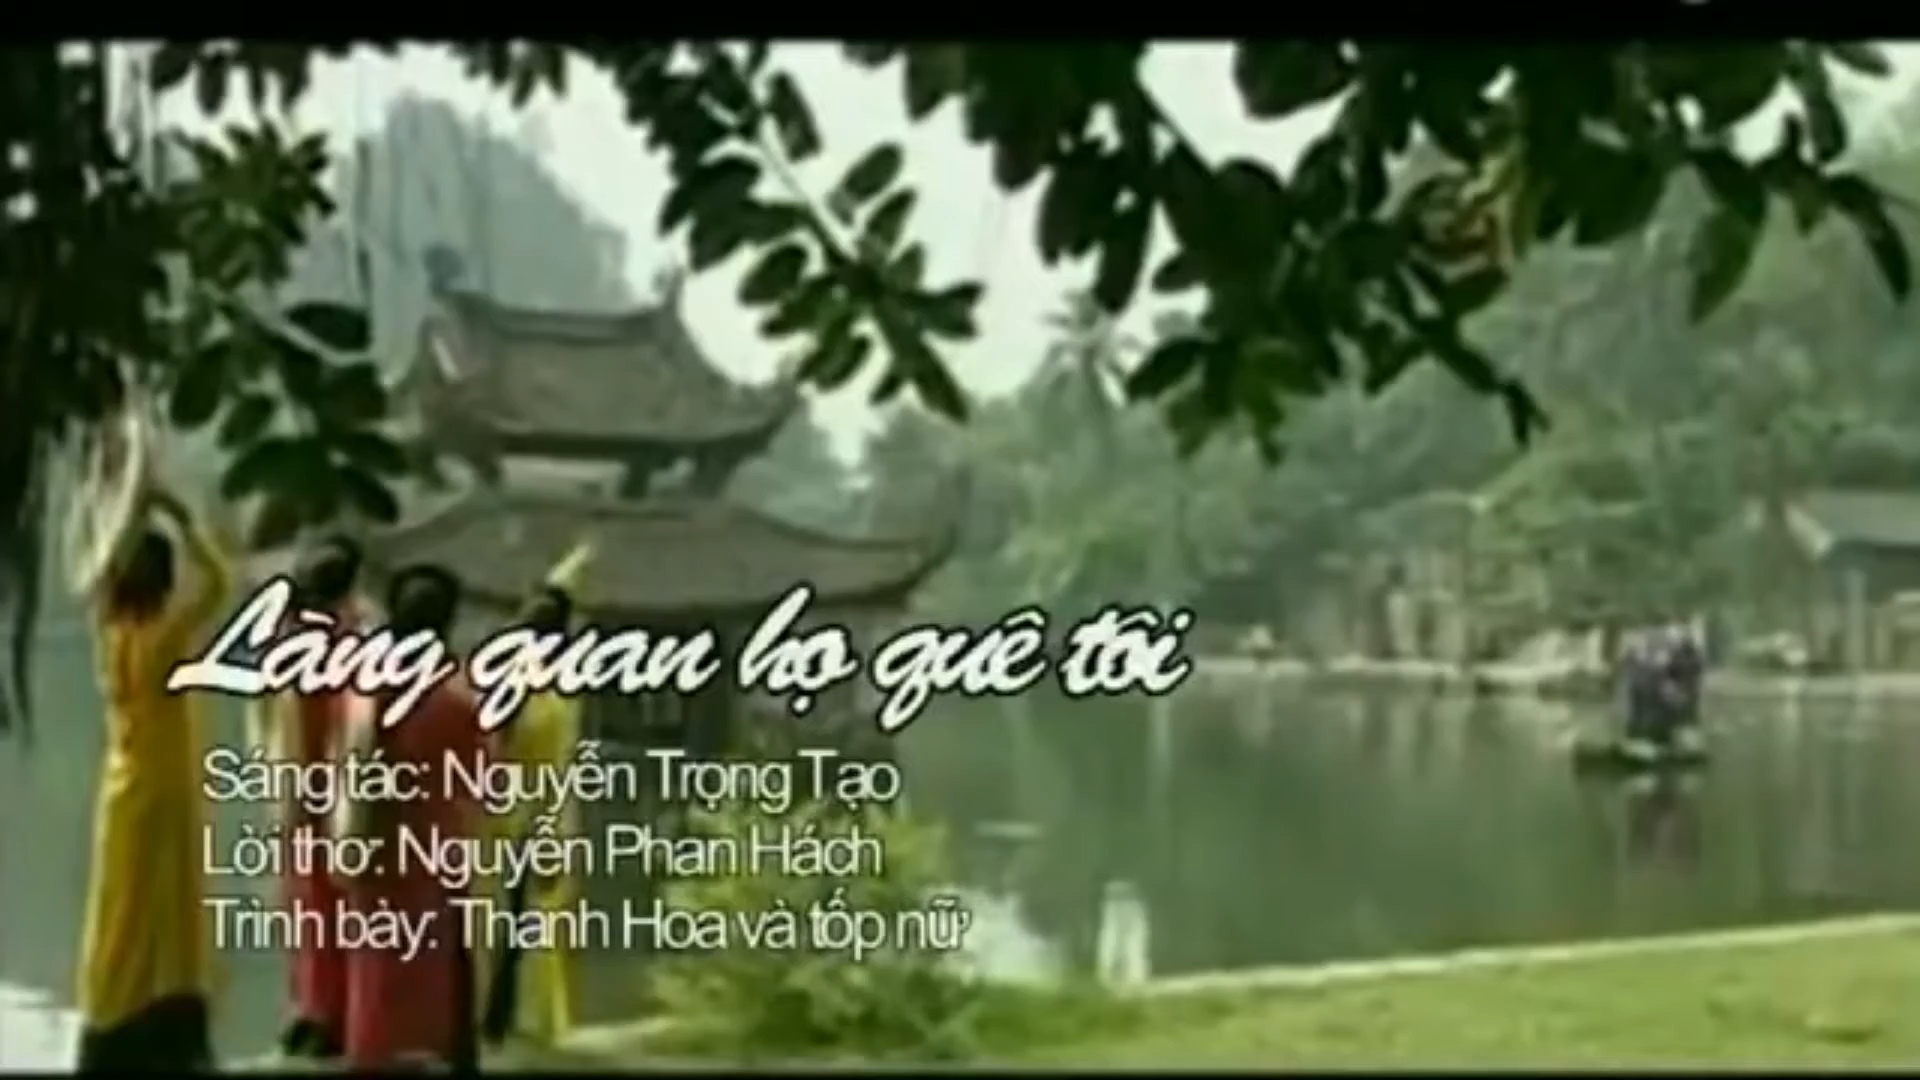 Làng quan họ quê tôi
Sáng tác: Nguyễn Trọng Tạo
Lời thơ: Nguyễn Phan Hách
Trình bày: Thanh Hoa và tốp nữ